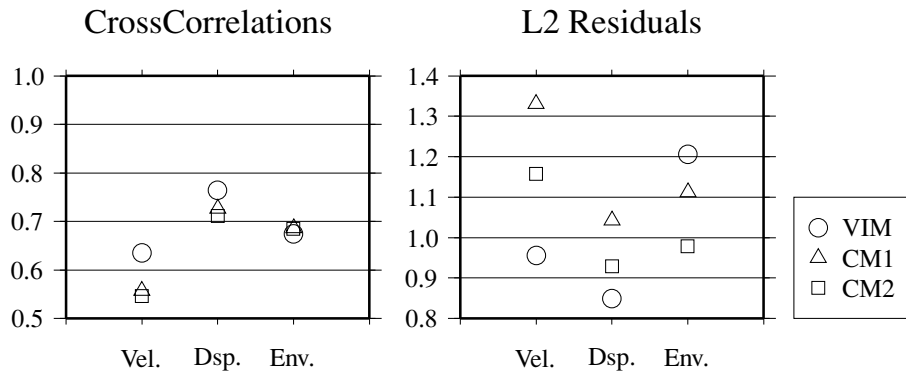 CrossCorrelations
1.0
0.9
0.8
0.7
0.6
0.5
Vel. Dsp. Env.
L2 Residuals
1.4
1.3
1.2
1.1
1.0
0.9
0.8
Vel. Dsp. Env.
VIM
CM1
CM2